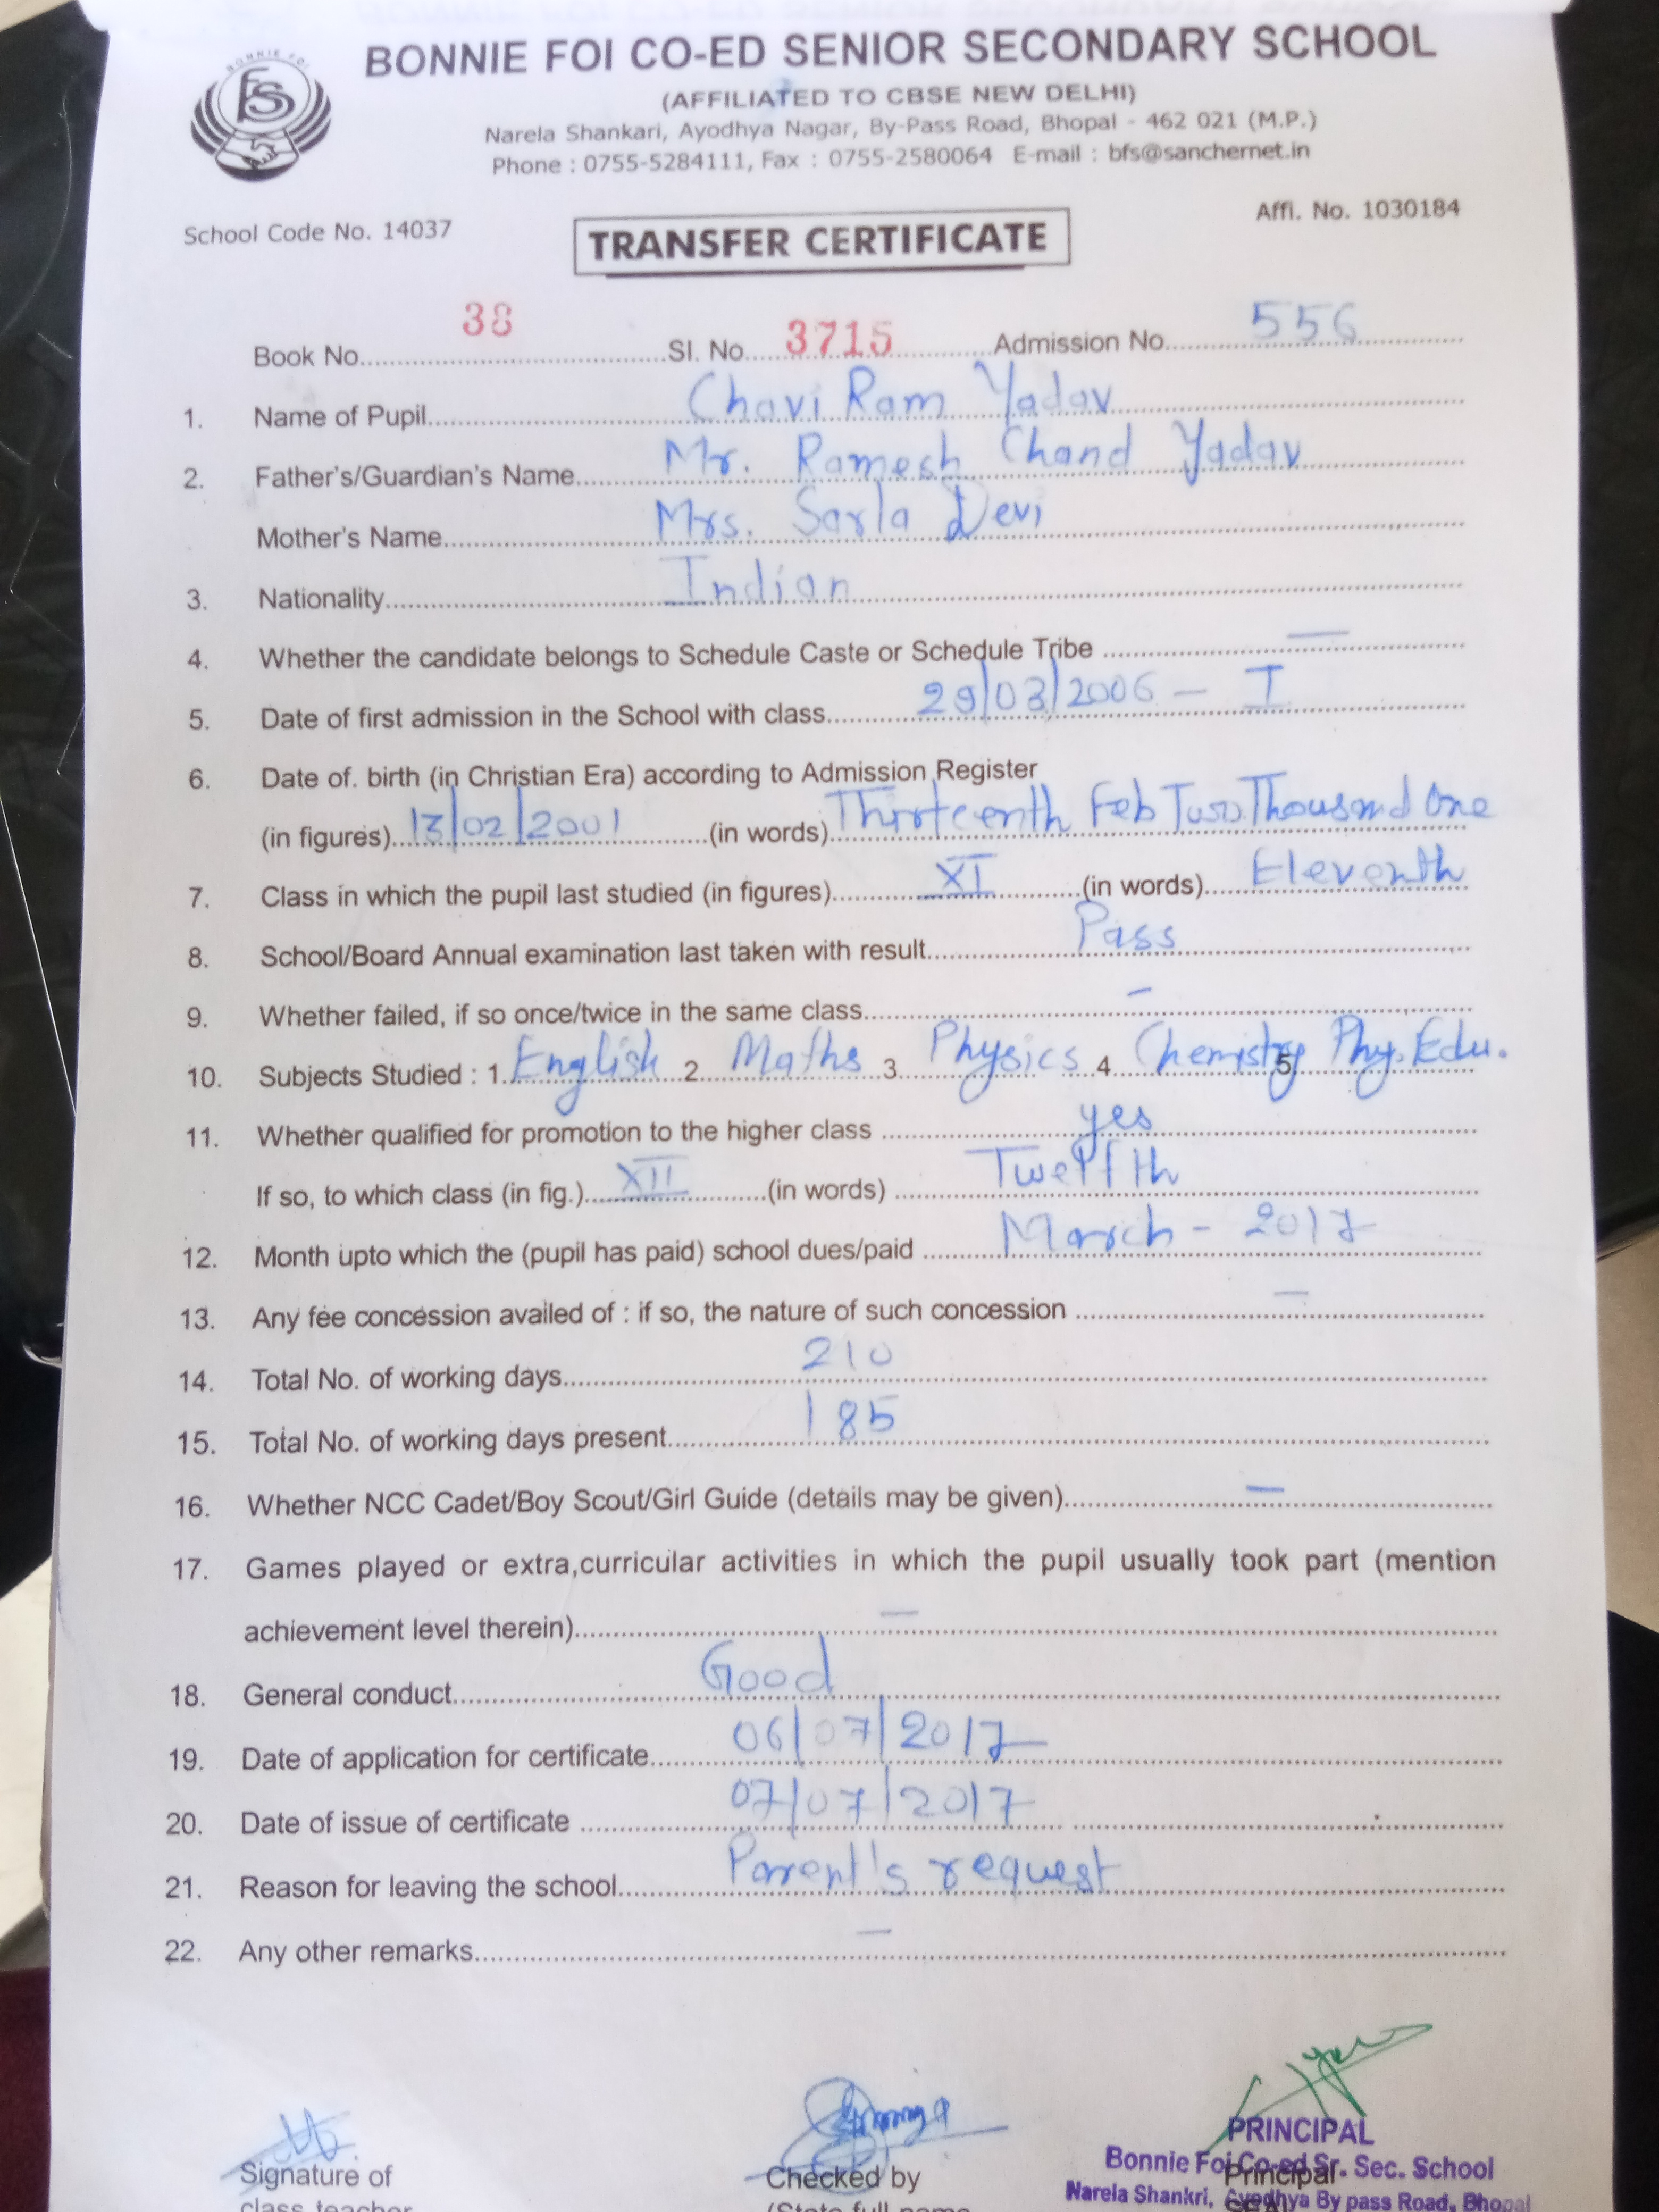 BONNIE FOI
FS
BONNIE FOI CO-ED SENIOR SECONDARY SCHOOL
(AFFILIATED TO CBSE NEW DELHI)
Narela Shankari, Ayodhya Nagar, By-Pass Road, Bhopal - 462 021 (M.P.)
Phone : 0755-5284111, Fax : 0755-2580064 E-mail : bfs@sanchernet.in
School Code No. 14037
Affi. No. 1030184
TRANSFER CERTIFICATE
Book No. 38 Sl. No. 3715 Admission No. 556
1. Name of Pupil Chavi Ram Yadav
2. Father's/Guardian's Name Mr. Ramesh Chand Yadav
Mother's Name Mrs. Sarla Devi
3. Nationality Indian
4. Whether the candidate belongs to Schedule Caste or Schedule Tribe —
5. Date of first admission in the School with class 29/03/2006 - I
6. Date of. birth (in Christian Era) according to Admission Register
(in figures) 13/02/2001 (in words) Thirteenth Feb Two Thousand One
7. Class in which the pupil last studied (in figures) XI (in words) Eleventh
8. School/Board Annual examination last taken with result Pass
9. Whether failed, if so once/twice in the same class -
10. Subjects Studied : 1. English 2 Maths 3 Physics 4 Chemistry 5 Phy. Edu.
11. Whether qualified for promotion to the higher class yes
If so, to which class (in fig.) XII (in words) Twelfth
12. Month upto which the (pupil has paid) school dues/paid March - 2017
13. Any fee concession availed of : if so, the nature of such concession —
14. Total No. of working days 210
15. Total No. of working days present 185
16. Whether NCC Cadet/Boy Scout/Girl Guide (details may be given) —
17. Games played or extra,curricular activities in which the pupil usually took part (mention
achievement level therein) —
18. General conduct Good
19. Date of application for certificate 06/07/2017
20. Date of issue of certificate 07/07/2017
21. Reason for leaving the school Parent's request
22. Any other remarks —
PRINCIPAL
Bonnie Foi Co-ed Sr. Sec. School
Narela Shankri, Ayodhya By pass Road, Bhopal
Signature of
class teacher
Checked by
(State full name
Principal